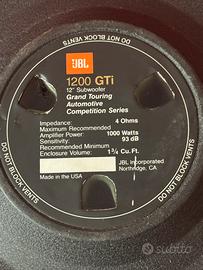 DO NOT BLOCK VENTS
DO NOT BLOCK VENTS
DO NOT BLOCK VENTS
JBL
1200 GTi
12" Subwoofer
Grand Touring
Automotive
Competition Series
Impedance: 4 Ohms
Maximum Recommended
Amplifier Power: 1000 Watts
Sensitivity: 93 dB
Recommended Minimum
Enclosure Volume: 1¾ Cu. Ft.
JBL Incorporated
Northridge, CA
Made in the USA
subito